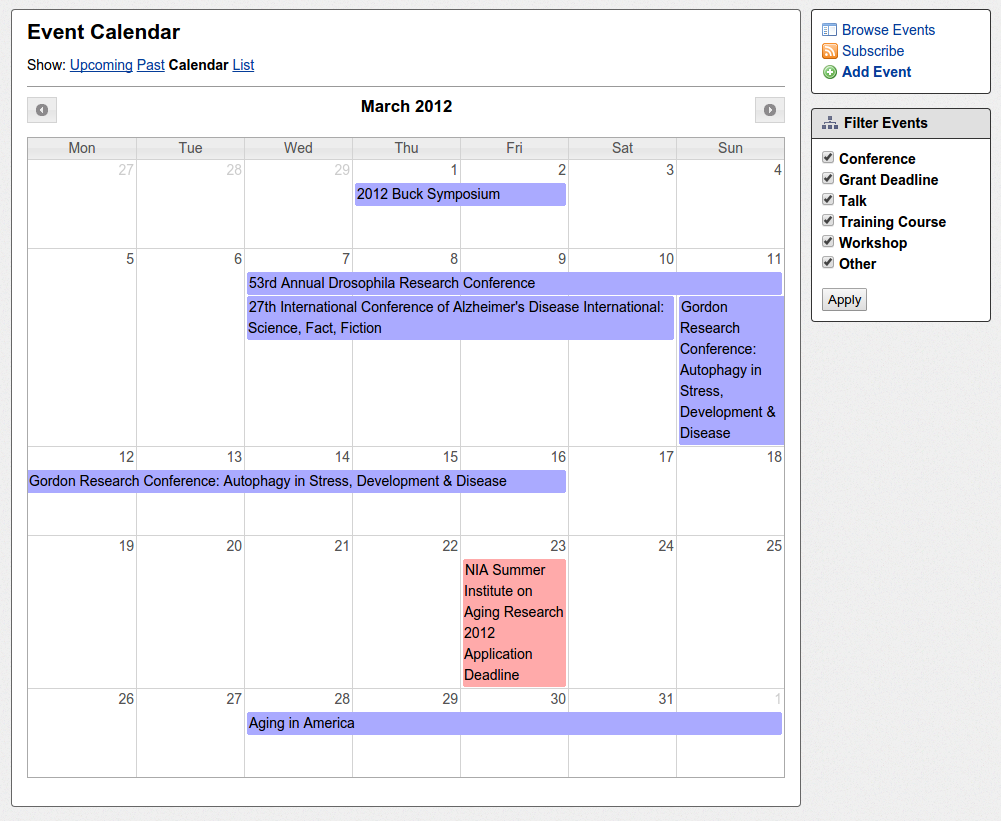 Event Calendar
Show: Upcoming Past Calendar List
March 2012
Mon Tue Wed Thu Fri Sat Sun
27 28 29 1 2 3 4
2012 Buck Symposium
5 6 7 8 9 10 11
53rd Annual Drosophila Research Conference
27th International Conference of Alzheimer's Disease International:
Science, Fact, Fiction
Gordon
Research
Conference:
Autophagy in
Stress,
Development &
Disease
12 13 14 15 16 17 18
Gordon Research Conference: Autophagy in Stress, Development & Disease
19 20 21 22 23 24 25
NIA Summer
Institute on
Aging Research
2012
Application
Deadline
26 27 28 29 30 31 1
Aging in America
Browse Events
Subscribe
Add Event
Filter Events
Conference
Grant Deadline
Talk
Training Course
Workshop
Other
Apply